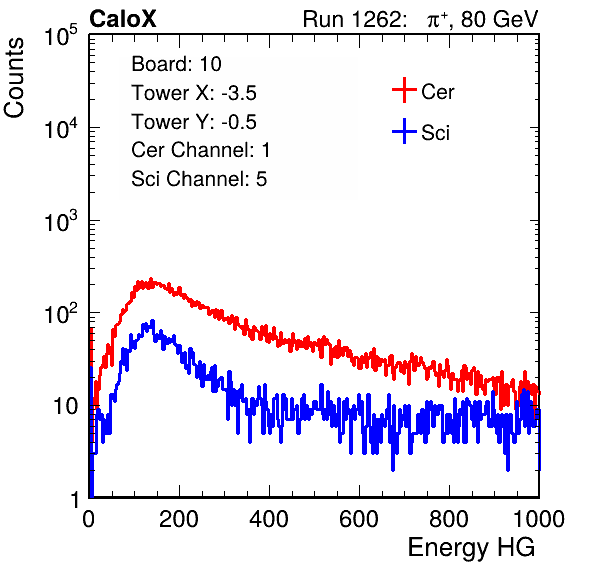 CaloX Run 1262: π⁺, 80 GeV
Counts
10⁵
10⁴
10³
10²
10
1
Board: 10
Tower X: -3.5
Tower Y: -0.5
Cer Channel: 1
Sci Channel: 5
Cer
Sci
0 200 400 600 800 1000
Energy HG